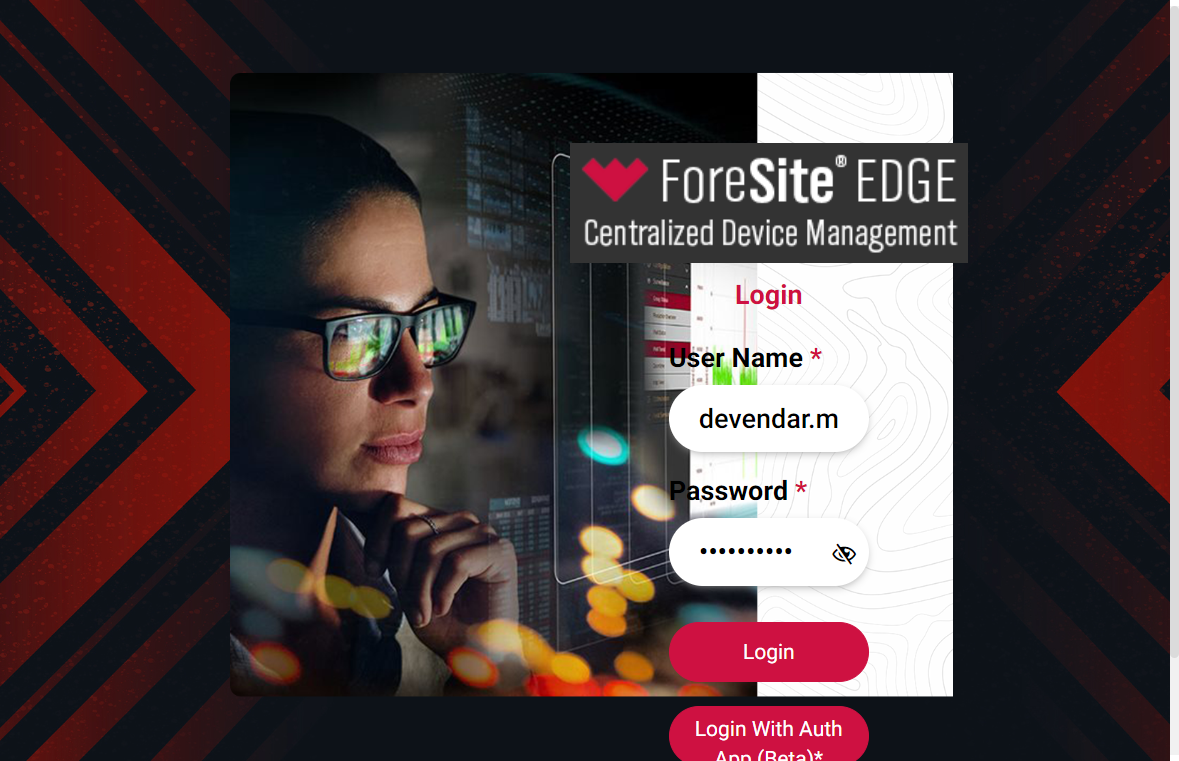 ForeSite® EDGE
Centralized Device Management
Login
User Name *
devendar.m
Password *
••••••••••
Login
Login With Auth
App (Beta)*